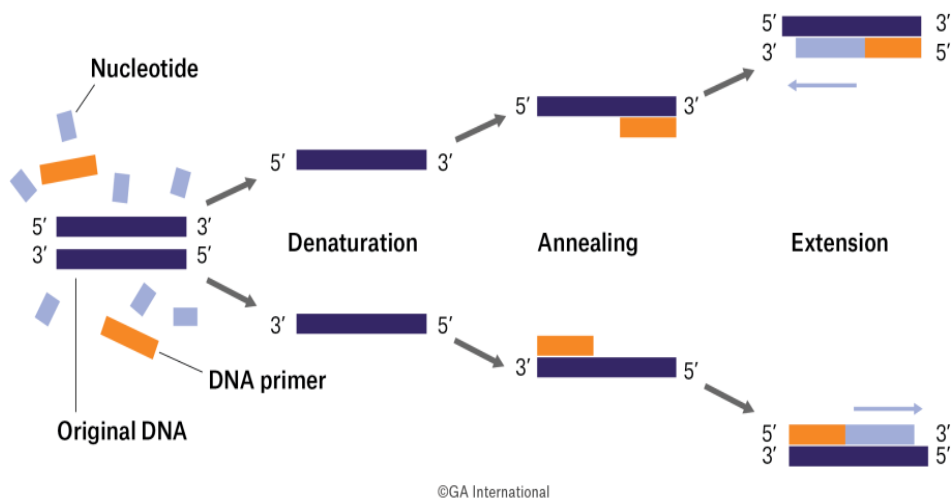 5′ 3′
3′ 5′
Nucleotide
5′ 3′
5′ 3′
5′ 3′
3′ 5′
Denaturation Annealing Extension
3′ 5′
3′ 5′
DNA primer
Original DNA
5′ 3′
3′ 5′
©GA International